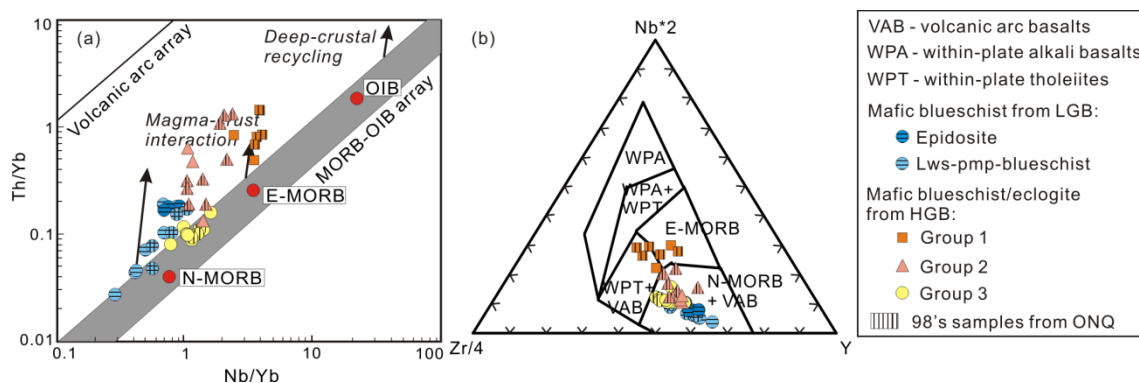 10
(a)
Deep-crustal
recycling
Volcanic arc array
OIB
1
Magma-crust
interaction
MORB-OIB array
Th/Yb
E-MORB
0.1
N-MORB
0.01
0.1
1
10
100
Nb/Yb
(b)
Nb*2
WPA
WPA+
WPT
E-MORB
WPT+
VAB
N-MORB
+ VAB
Zr/4
Y
VAB - volcanic arc basalts
WPA - within-plate alkali basalts
WPT - within-plate tholeiites
Mafic blueschist from LGB:
Epidosite
Lws-pmp-blueschist
Mafic blueschist/eclogite
from HGB:
Group 1
Group 2
Group 3
98's samples from ONQ